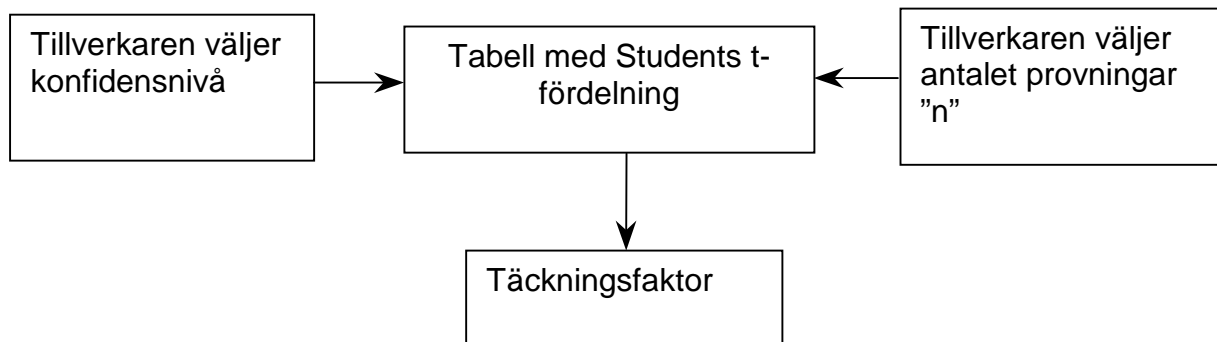 Tillverkaren väljer
konfidensnivå
Tabell med Students t-
fördelning
Tillverkaren väljer
antalet provningar
”n”
Täckningsfaktor